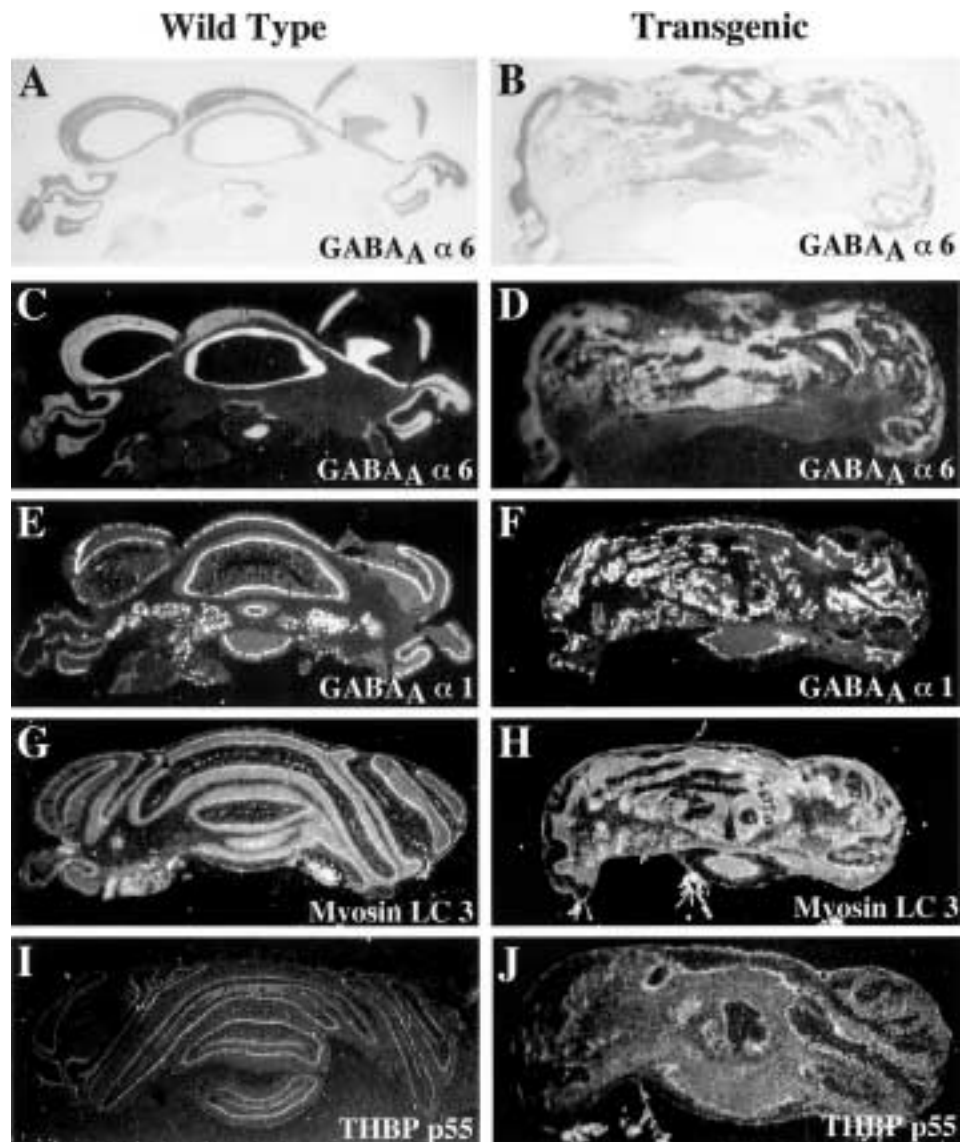 Wild Type
Transgenic
A
GABAA α 6
B
GABAA α 6
C
GABAA α 6
D
GABAA α 6
E
GABAA α 1
F
GABAA α 1
G
Myosin LC 3
H
Myosin LC 3
I
THBP p55
J
THBP p55